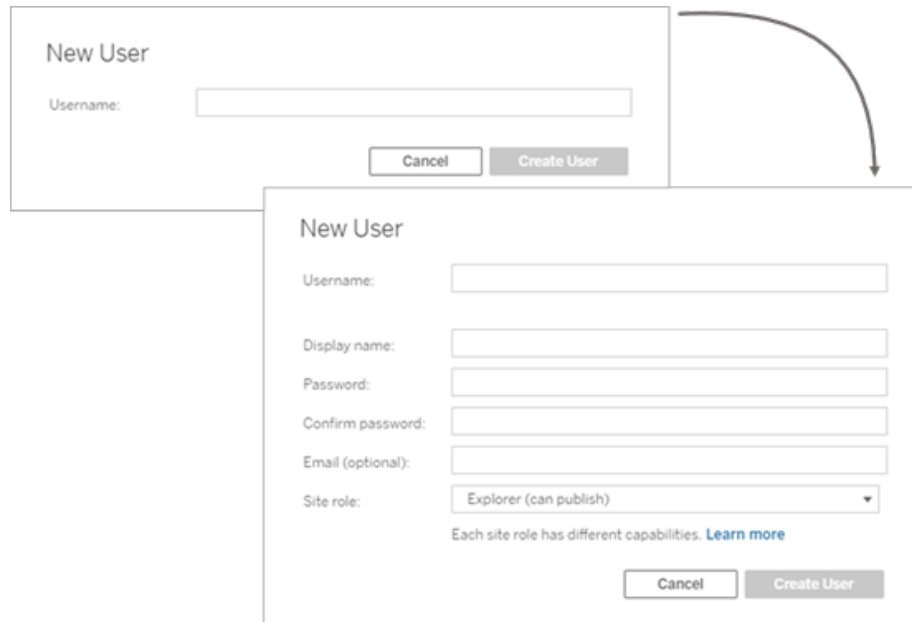 New User
Username:
Cancel Create User
New User
Username:
Display name:
Password:
Confirm password:
Email (optional):
Site role: Explorer (can publish)
Each site role has different capabilities. Learn more
Cancel Create User